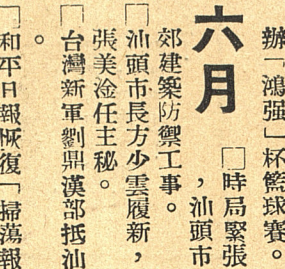 辦「鴻强」杯籃球賽。
六月
□時局緊張，汕頭市
郊建築防禦工事。
□汕頭市長方少雲履新，
張美淦任主秘。
□台灣新軍劉鼎漢部抵汕
。
□和平日報恢復「掃蕩報